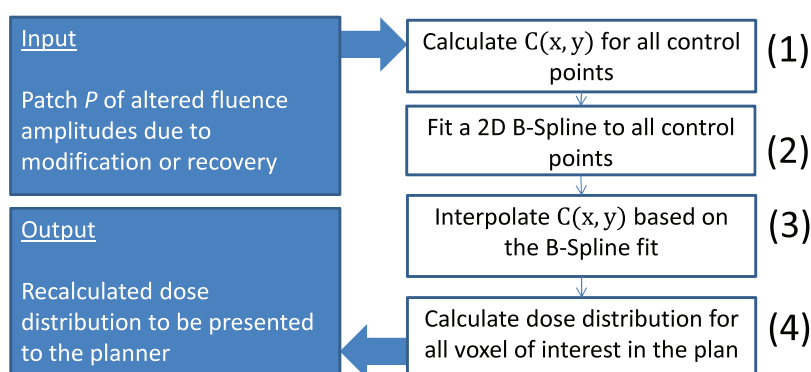 Input
Patch P of altered fluence
amplitudes due to
modification or recovery
Calculate C(x, y) for all control
points
(1)
Fit a 2D B-Spline to all control
points
(2)
Interpolate C(x, y) based on
the B-Spline fit
(3)
Calculate dose distribution for
all voxel of interest in the plan
(4)
Output
Recalculated dose
distribution to be presented
to the planner